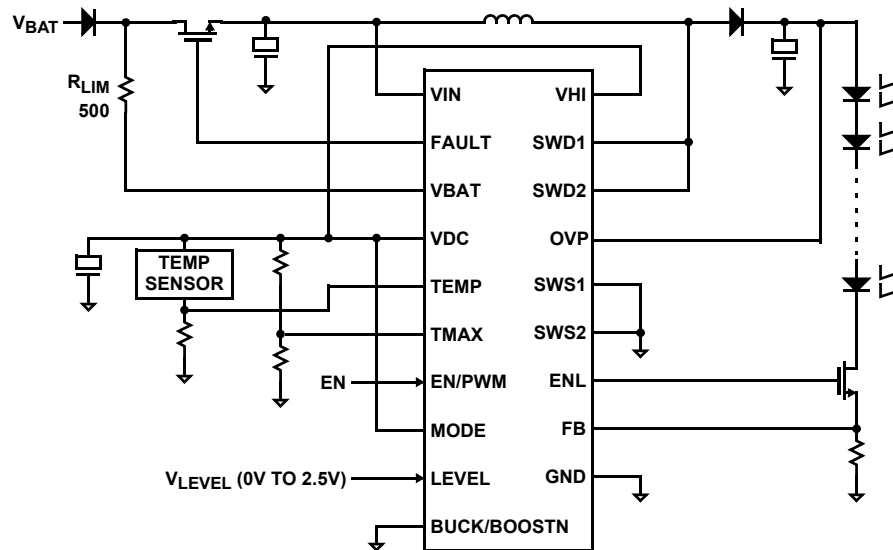 VBAT
RLIM
500
VIN
VHI
FAULT
SWD1
VBAT
SWD2
VDC
OVP
TEMP
SENSOR
TEMP
SWS1
TMAX
SWS2
EN
EN/PWM
ENL
MODE
FB
VLEVEL (0V TO 2.5V)
LEVEL
GND
BUCK/BOOSTN